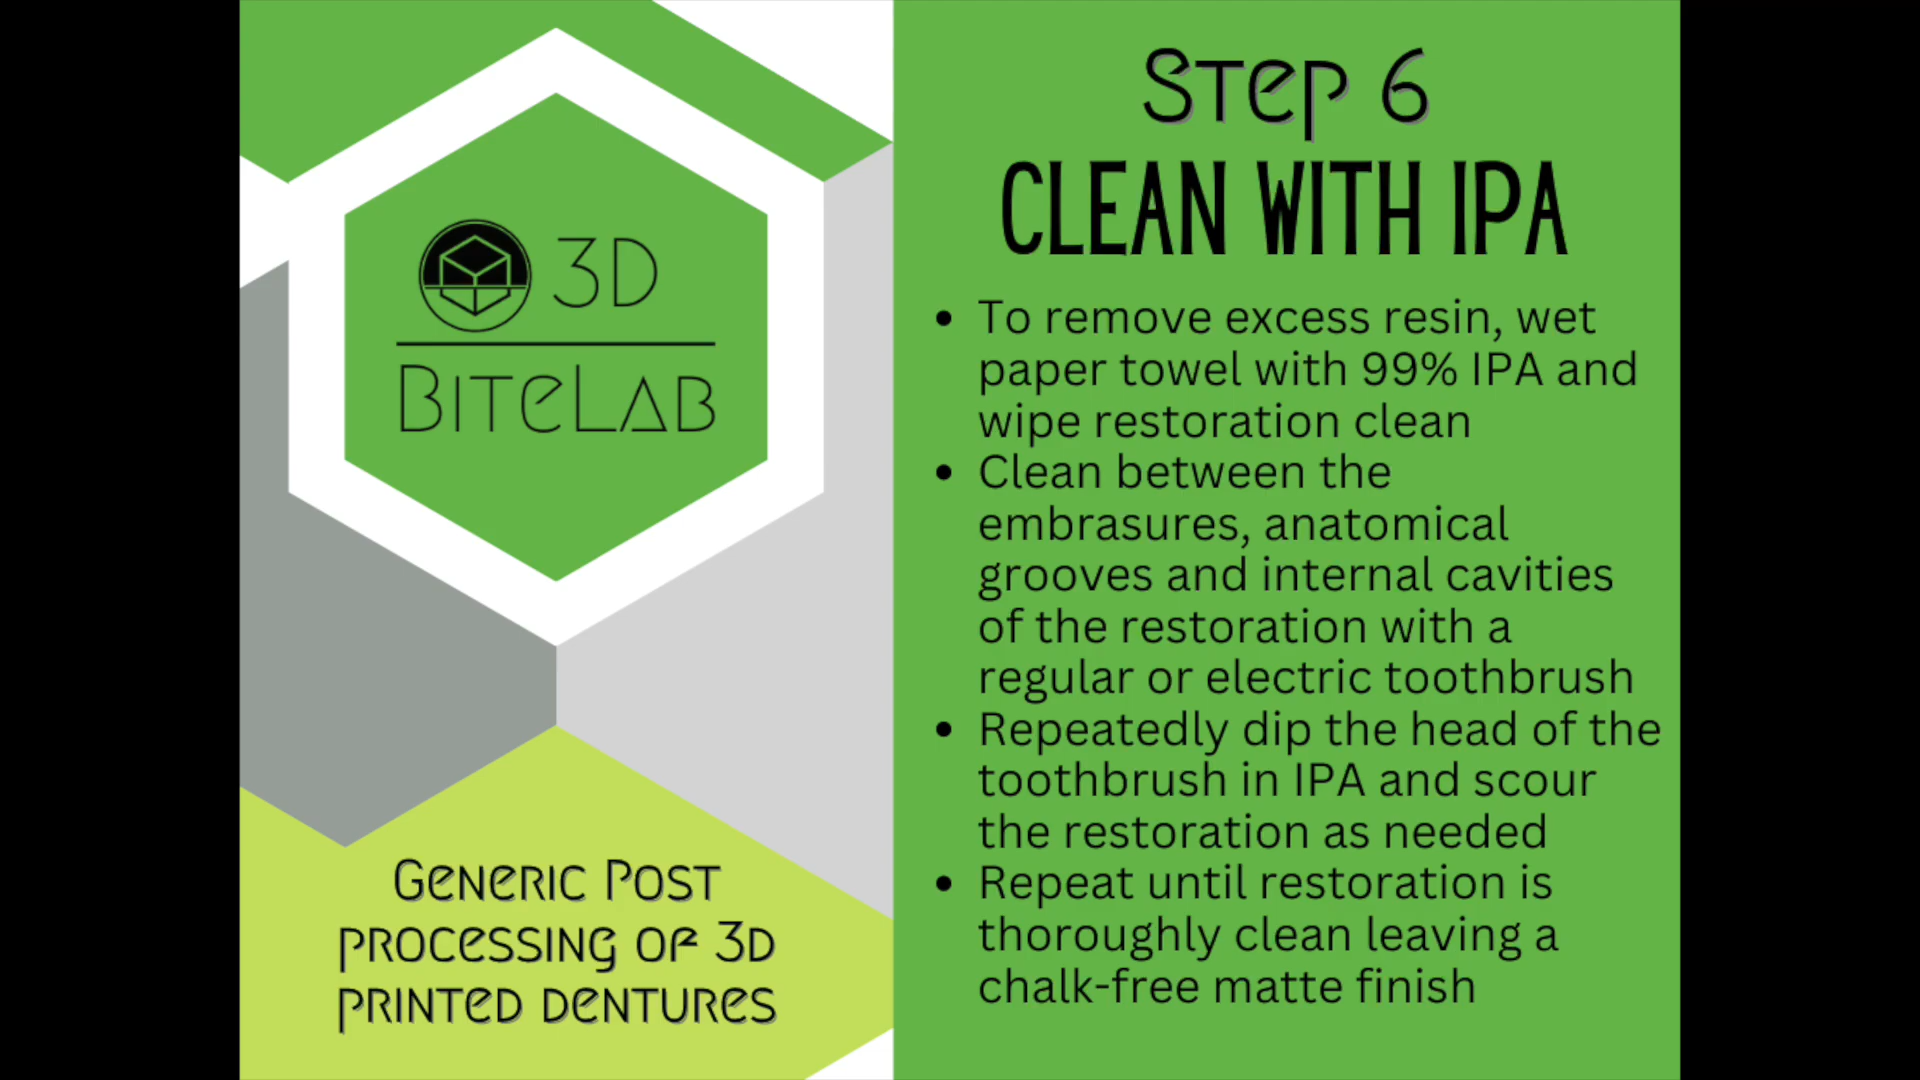 3D
BiteLab
Generic Post
processing of 3d
printed dentures
Step 6
CLEAN WITH IPA
• To remove excess resin, wet
paper towel with 99% IPA and
wipe restoration clean
• Clean between the
embrasures, anatomical
grooves and internal cavities
of the restoration with a
regular or electric toothbrush
• Repeatedly dip the head of the
toothbrush in IPA and scour
the restoration as needed
• Repeat until restoration is
thoroughly clean leaving a
chalk-free matte finish